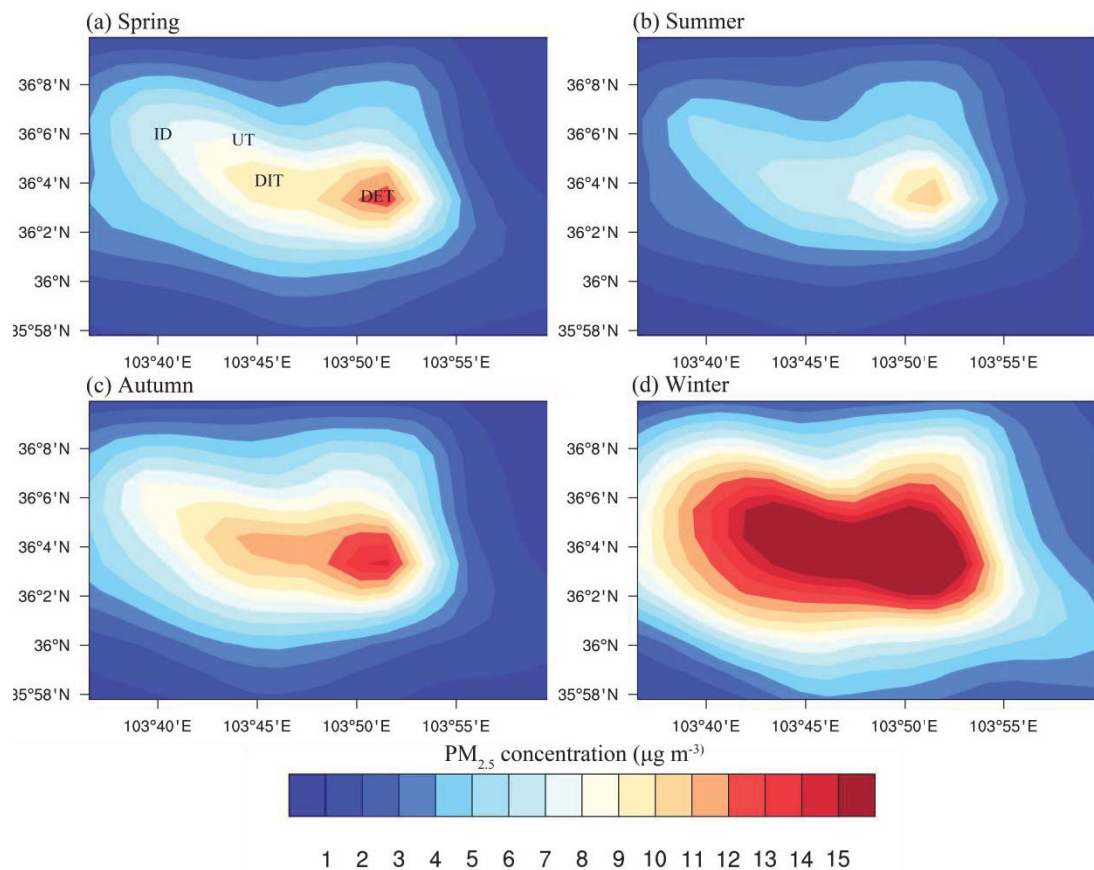 (a) Spring
(b) Summer
36°8'N
36°6'N
36°4'N
36°2'N
36°N
35°58'N
ID
UT
DIT
DET
36°8'N
36°6'N
36°4'N
36°2'N
36°N
35°58'N
103°40'E 103°45'E 103°50'E 103°55'E
103°40'E 103°45'E 103°50'E 103°55'E
(c) Autumn
(d) Winter
36°8'N
36°6'N
36°4'N
36°2'N
36°N
35°58'N
36°8'N
36°6'N
36°4'N
36°2'N
36°N
35°58'N
103°40'E 103°45'E 103°50'E 103°55'E
103°40'E 103°45'E 103°50'E 103°55'E
PM₂.₅ concentration (μg m⁻³)
1 2 3 4 5 6 7 8 9 10 11 12 13 14 15